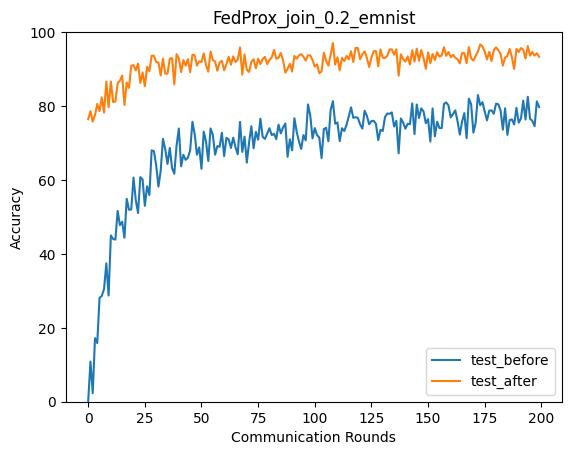 FedProx_join_0.2_emnist
100
80
60
40
20
0
Accuracy
0 25 50 75 100 125 150 175 200
Communication Rounds
test_before
test_after